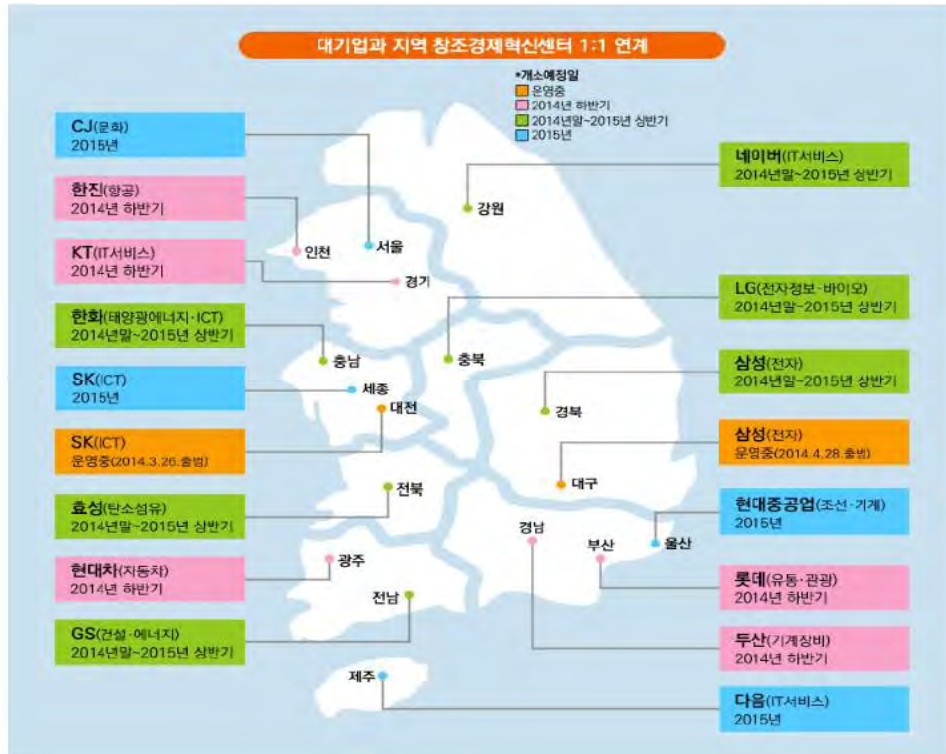 대기업과 지역 창조경제혁신센터 1:1 연계
*개소예정일
운영중
2014년 하반기
2014년말~2015년 상반기
2015년
CJ(문화)
2015년
한진(항공)
2014년 하반기
KT(IT서비스)
2014년 하반기
한화(태양광에너지·ICT)
2014년말~2015년 상반기
SK(ICT)
2015년
SK(ICT)
운영중(2014.3.26.출범)
효성(탄소섬유)
2014년말~2015년 상반기
현대차(자동차)
2014년 하반기
GS(건설·에너지)
2014년말~2015년 상반기
강원
인천
서울
경기
충남
충북
세종
대전
경북
대구
전북
경남
부산
울산
광주
전남
제주
네이버(IT서비스)
2014년말~2015년 상반기
LG(전자정보·바이오)
2014년말~2015년 상반기
삼성(전자)
2014년말~2015년 상반기
삼성(전자)
운영중(2014.4.28.출범)
현대중공업(조선·기계)
2015년
롯데(유통·관광)
2014년 하반기
두산(기계장비)
2014년 하반기
다음(IT서비스)
2015년